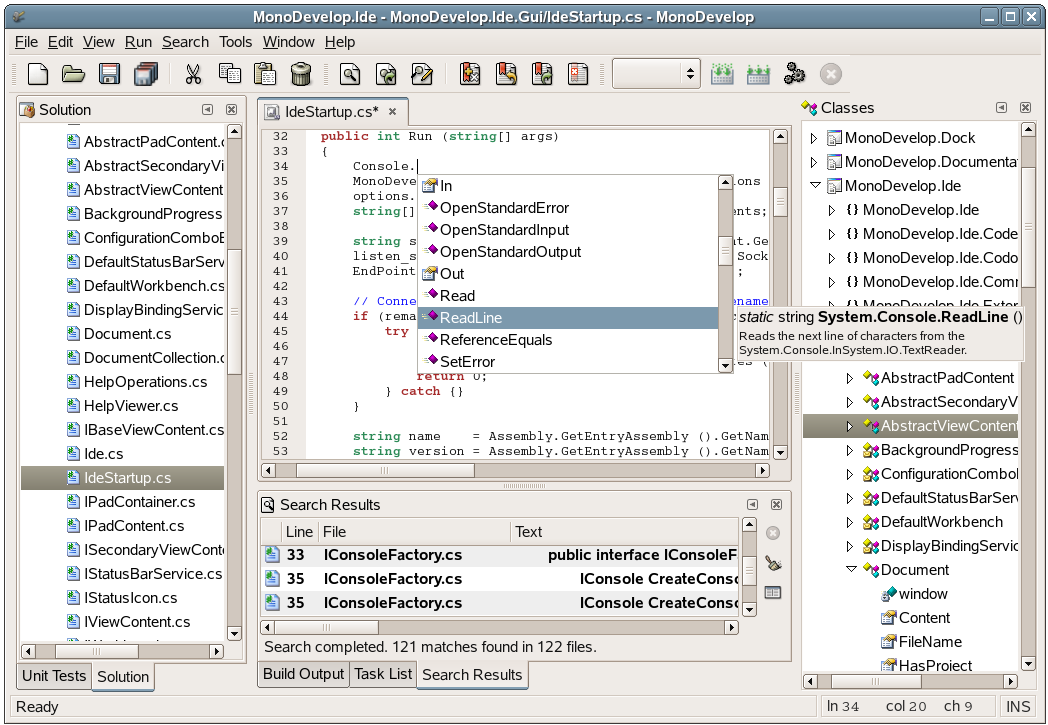 MonoDevelop.Ide - MonoDevelop.Ide.Gui/IdeStartup.cs - MonoDevelop
File Edit View Run Search Tools Window Help
Solution
AbstractPadContent.c
AbstractSecondaryVi
AbstractViewContent
BackgroundProgress
ConfigurationComboB
DefaultStatusBarServ
DefaultWorkbench.cs
DisplayBindingServic
Document.cs
DocumentCollection.c
HelpOperations.cs
HelpViewer.cs
IBaseViewContent.cs
Ide.cs
IdeStartup.cs
IPadContainer.cs
IPadContent.cs
ISecondaryViewConte
IStatusBarService.cs
IStatusIcon.cs
IViewContent.cs
Unit Tests Solution
IdeStartup.cs*
32 public int Run (string[] args)
33 {
34 Console.
35 MonoDeve ions
36 options.
37 string[] ents;
38
39 string s t.Ge
40 listen_s Sock
41 EndPoint ;
42
43 // Conne ename
44 if (rema
45 try
46
47
48 return 0;
49 } catch {}
50 }
51
52 string name = Assembly.GetEntryAssembly ().GetNam
53 string version = Assembly.GetEntryAssembly ().GetNam
In
OpenStandardError
OpenStandardInput
OpenStandardOutput
Out
Read
ReadLine
ReferenceEquals
SetError
static string System.Console.ReadLine ()
Reads the next line of characters from the
System.Console.InSystem.IO.TextReader.
Search Results
Line File Text
33 IConsoleFactory.cs public interface IConsoleF
35 IConsoleFactory.cs IConsole CreateConso
35 IConsoleFactory.cs IConsole CreateConso
Search completed. 121 matches found in 122 files.
Build Output Task List Search Results
Classes
MonoDevelop.Dock
MonoDevelop.Documenta
MonoDevelop.Ide
{} MonoDevelop.Ide
{} MonoDevelop.Ide.Code
{} MonoDevelop.Ide.Codo
{} MonoDevelop.Ide.Comm
{} MonoDevelop.Ide.Exter
AbstractPadContent
AbstractSecondaryV
AbstractViewContent
BackgroundProgress
ConfigurationCombol
DefaultStatusBarServ
DefaultWorkbench
DisplayBindingServic
Document
window
Content
FileName
HasProject
Ready
ln 34 col 20 ch 9 INS